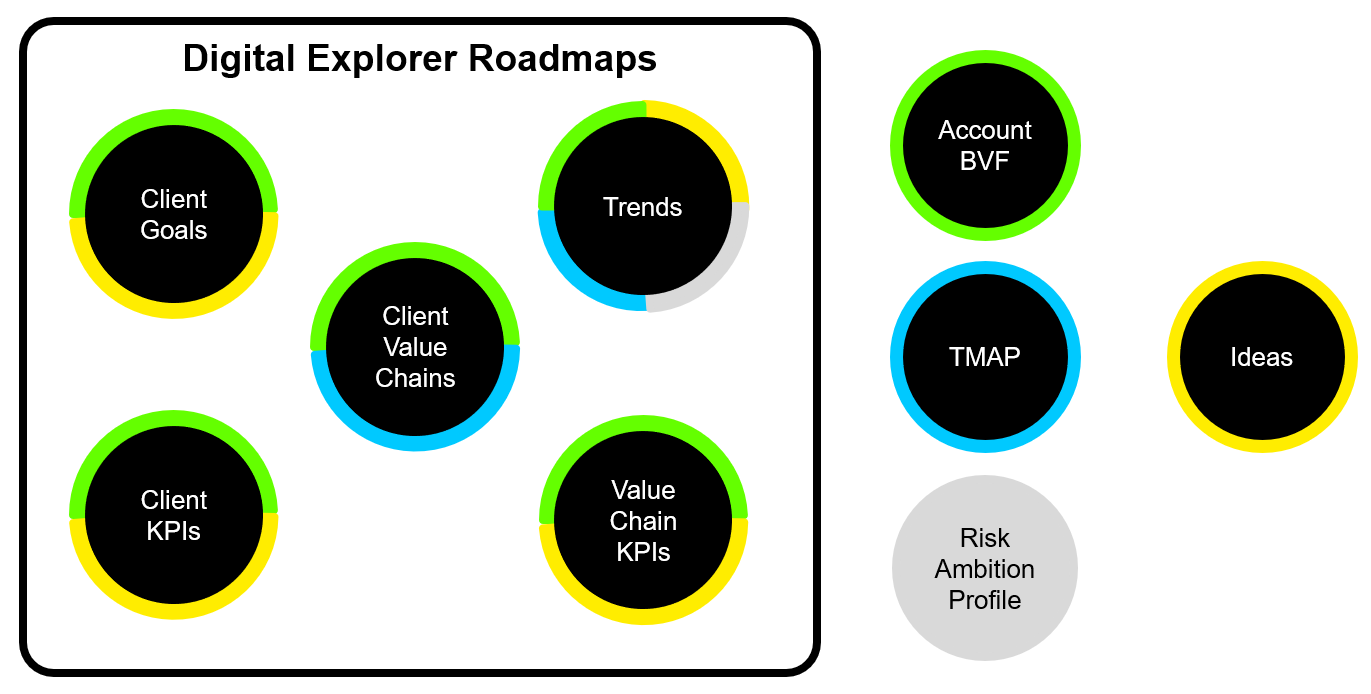 Digital Explorer Roadmaps
Client
Goals
Trends
Client
Value
Chains
Client
KPIs
Value
Chain
KPIs
Account
BVF
TMAP
Ideas
Risk
Ambition
Profile